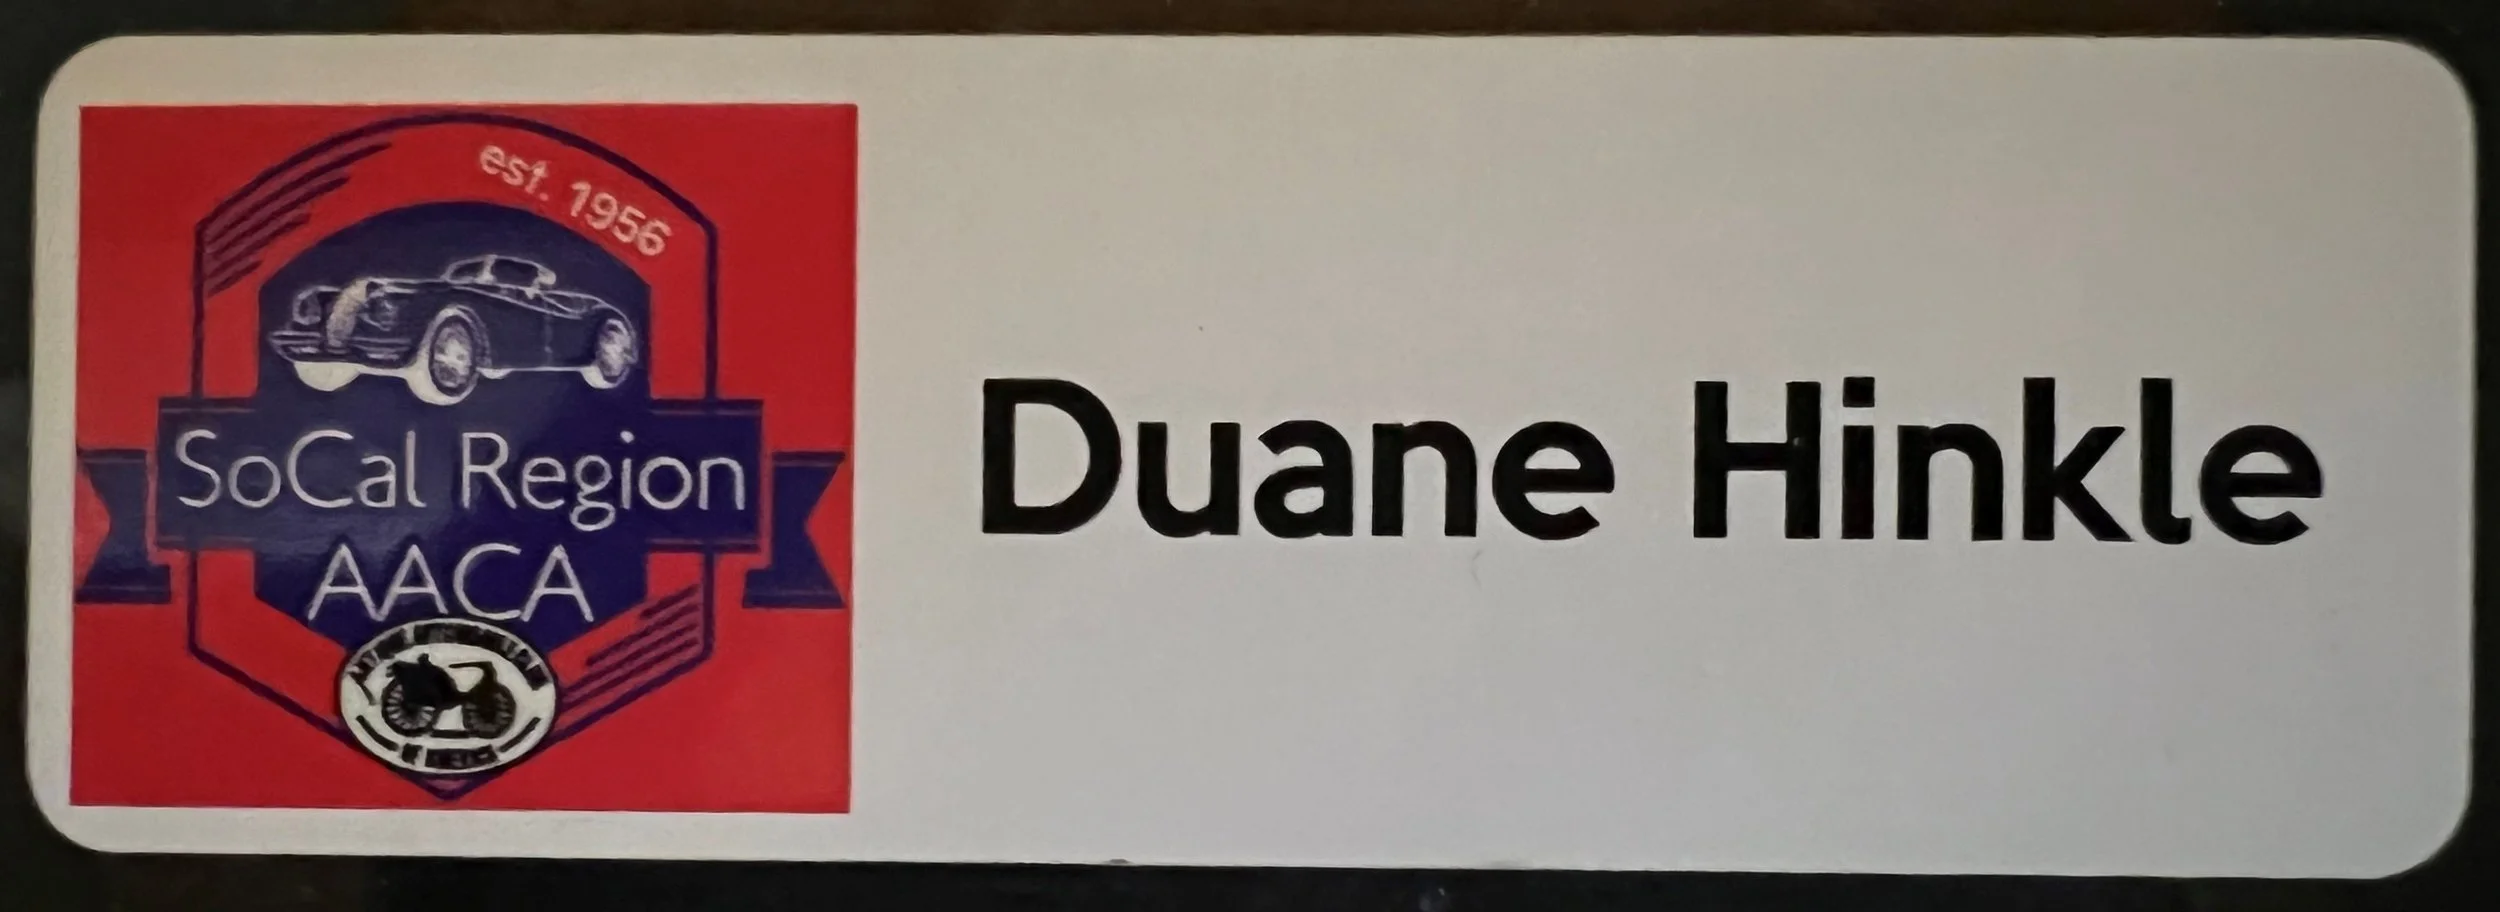 est. 1956
SoCal Region
AACA
Duane Hinkle